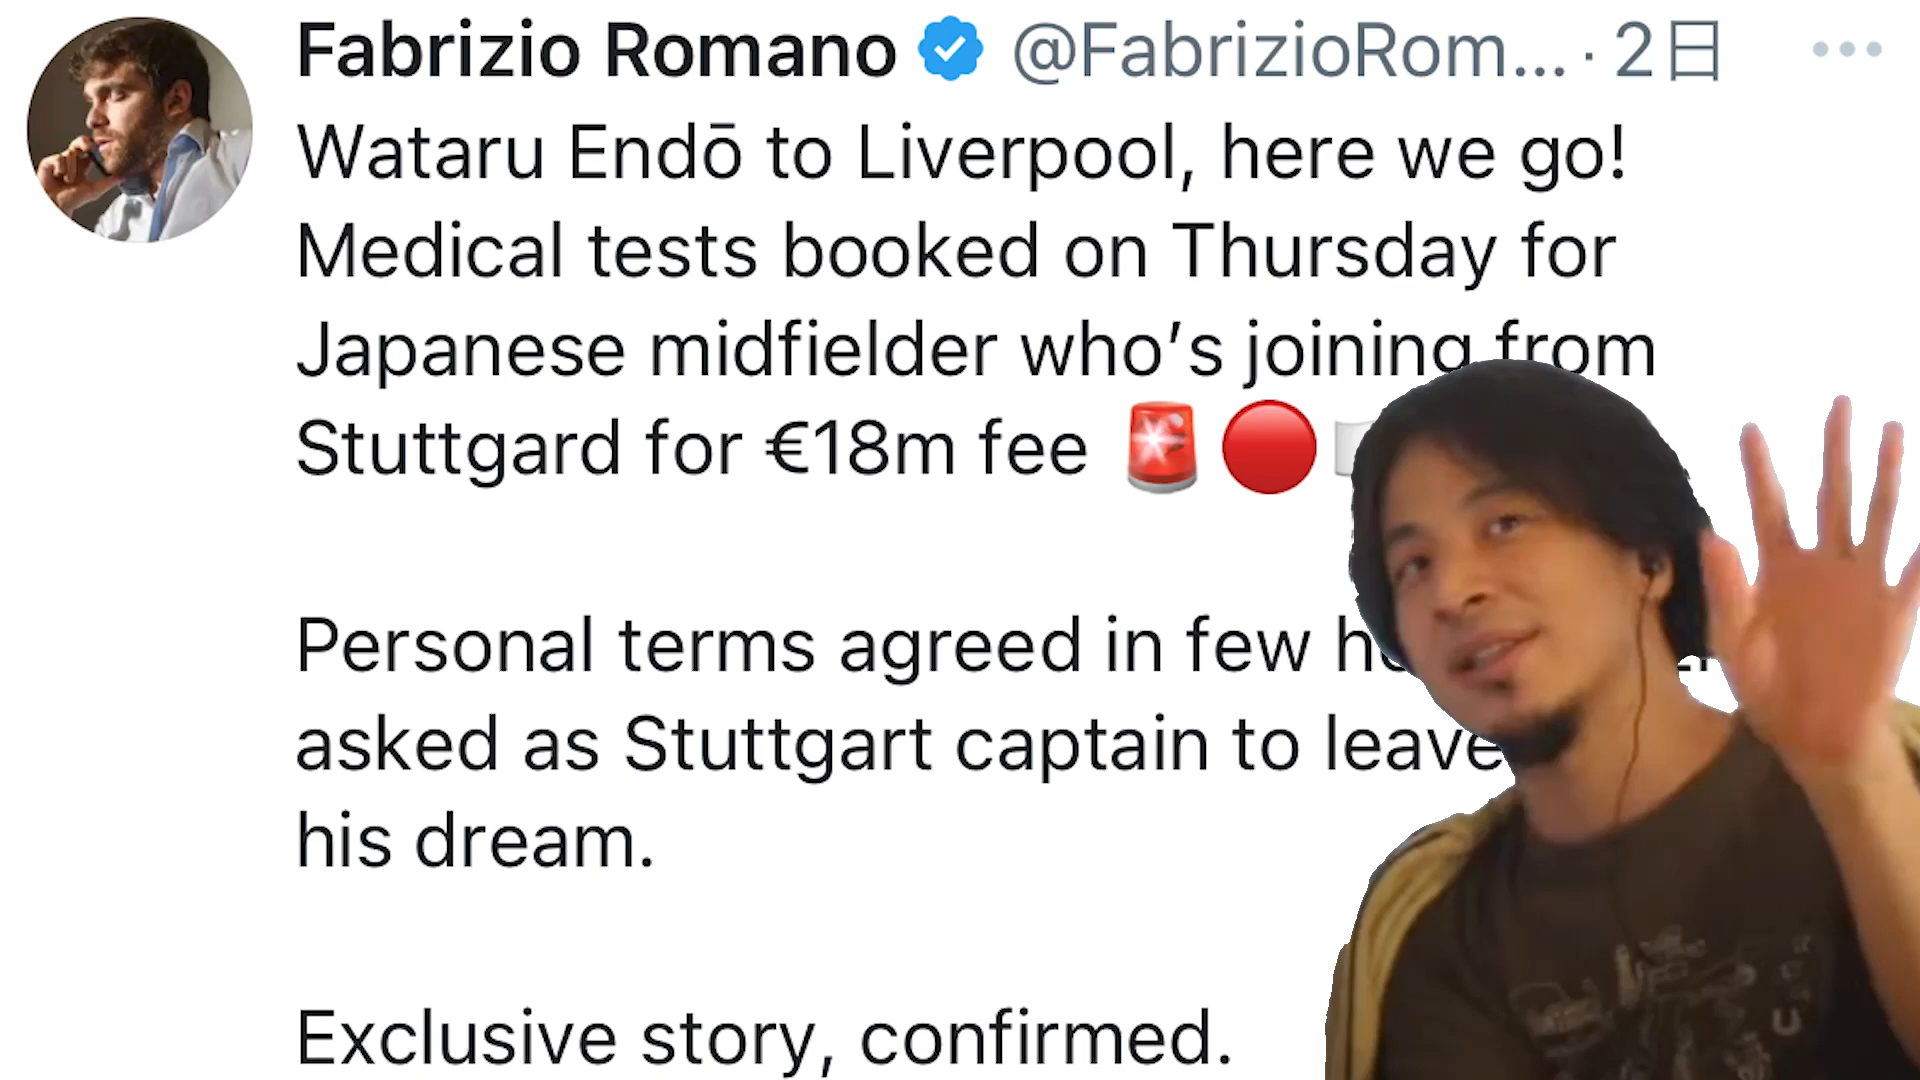 Fabrizio Romano @FabrizioRom... · 2日
Wataru Endō to Liverpool, here we go!
Medical tests booked on Thursday for
Japanese midfielder who's joining from
Stuttgard for €18m fee
Personal terms agreed in few
asked as Stuttgart captain to leave
his dream.
Exclusive story, confirmed.